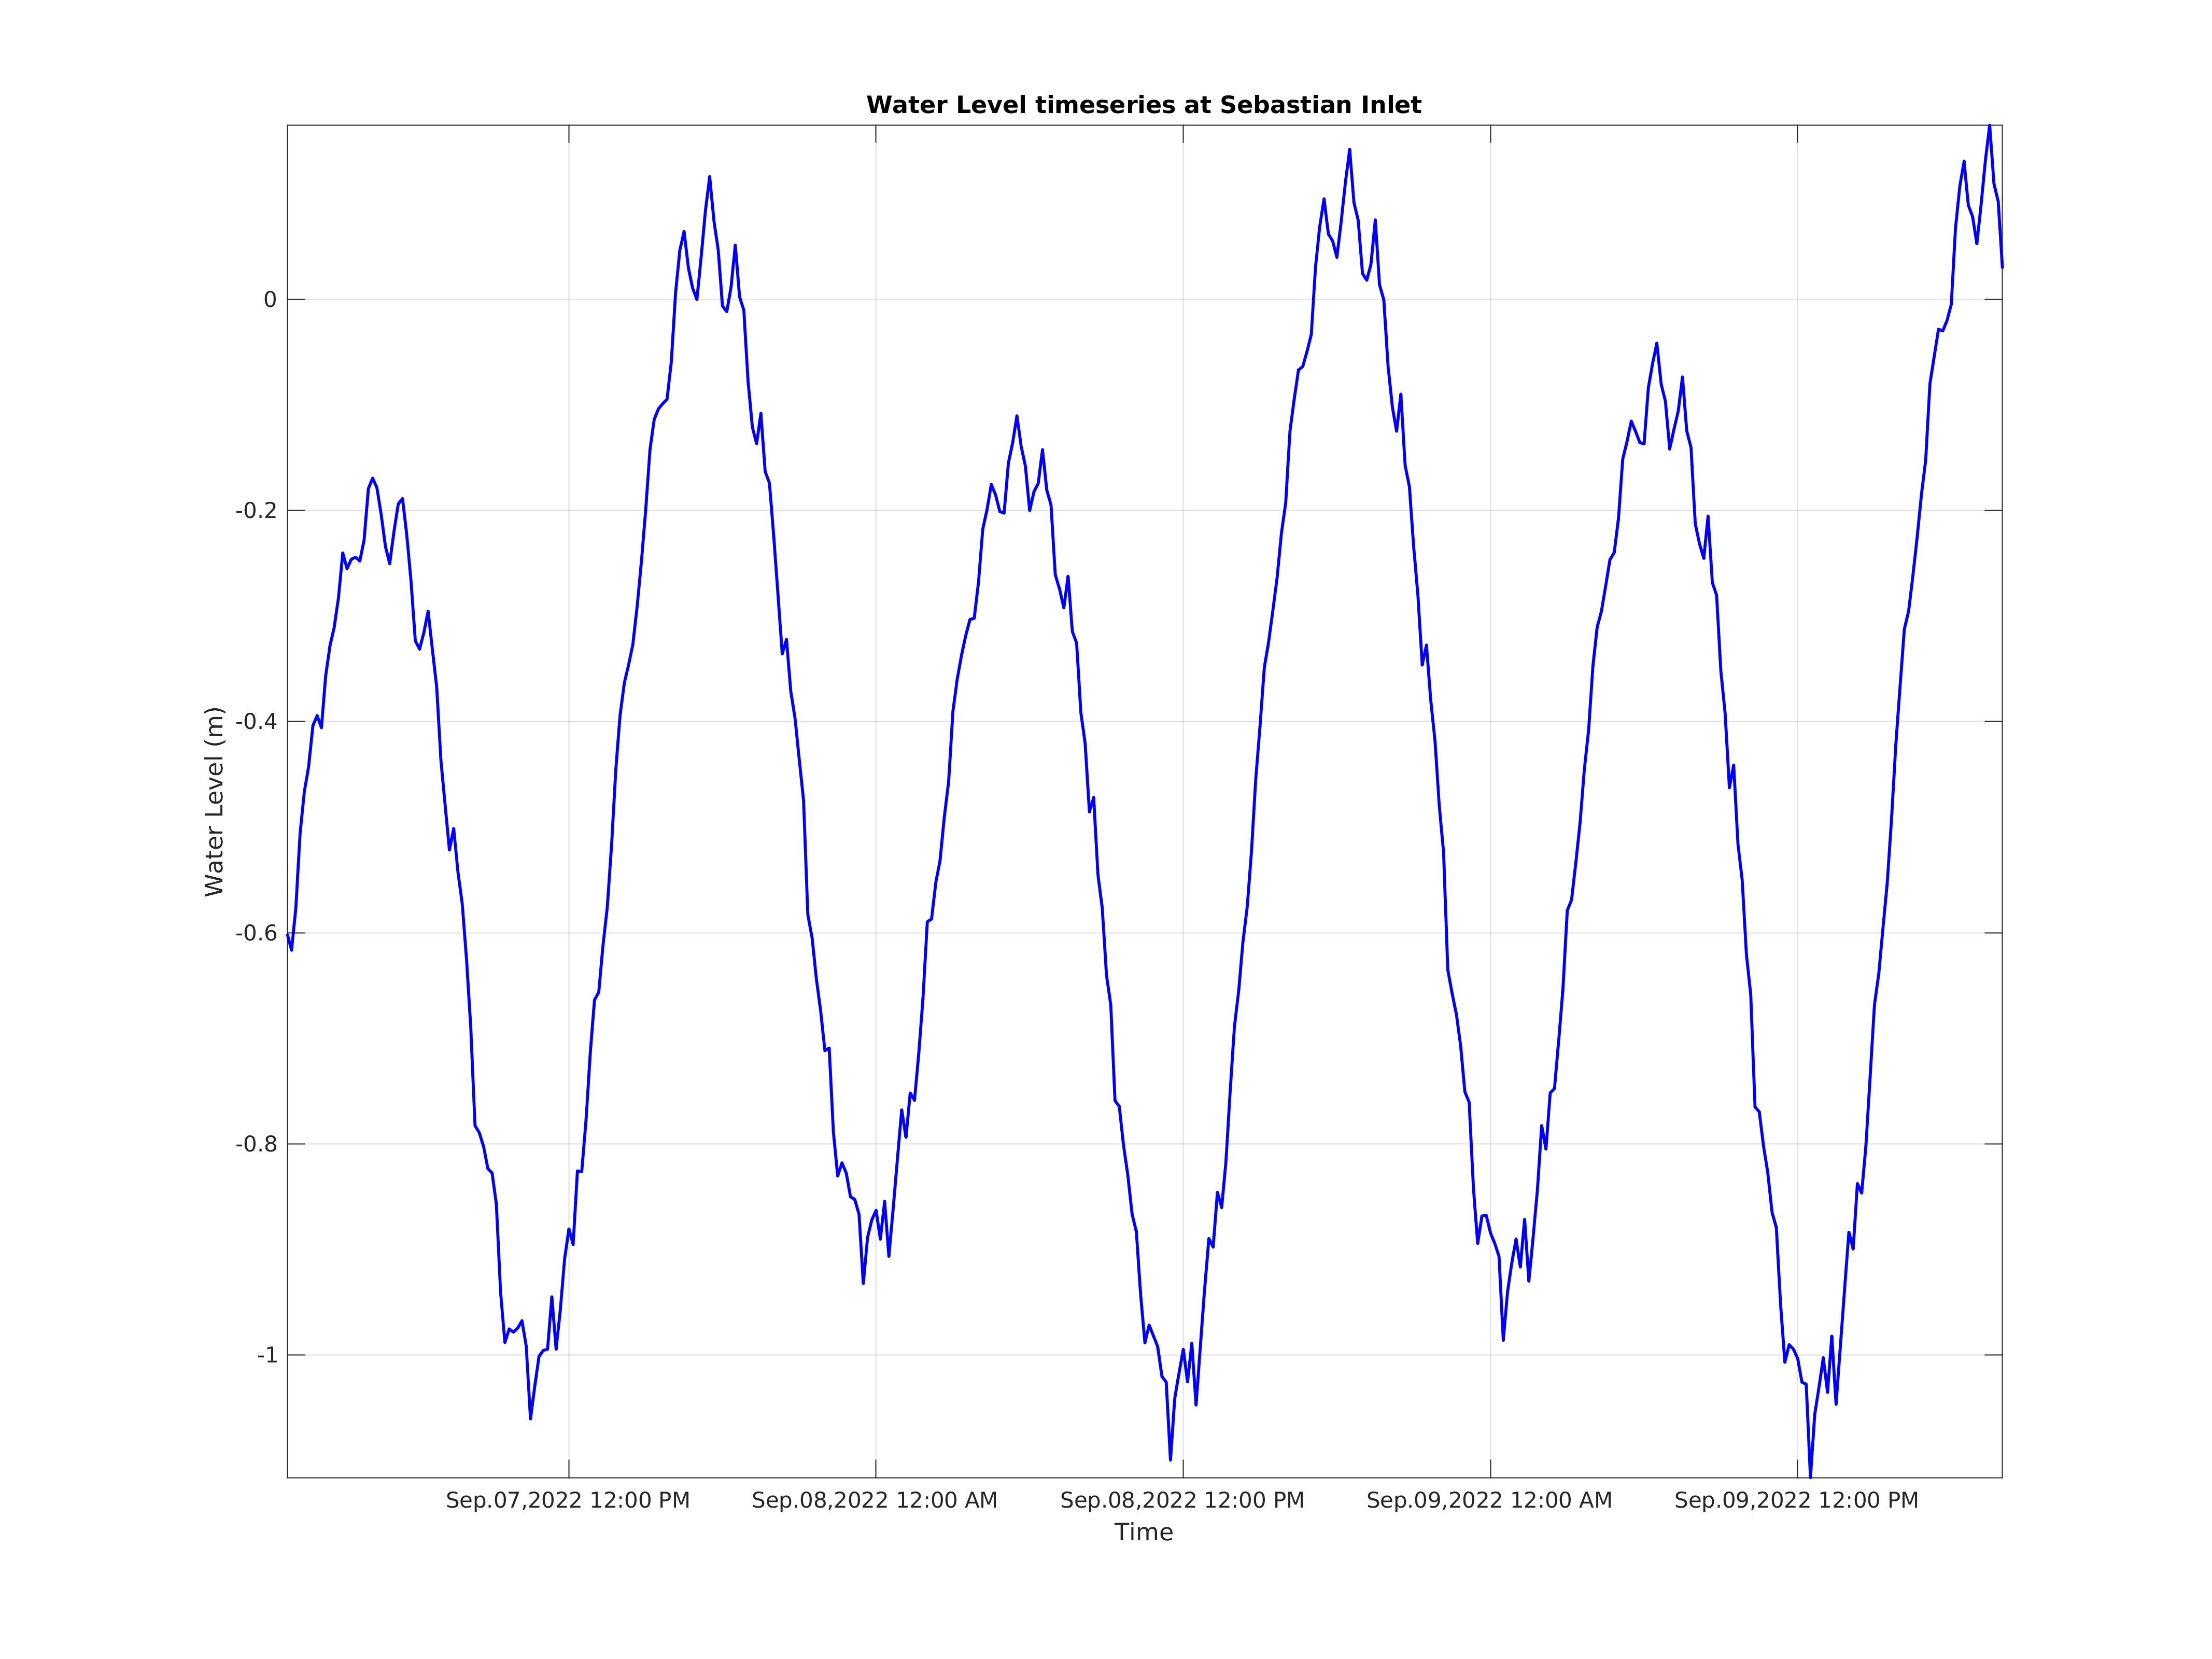 Water Level timeseries at Sebastian Inlet
0
-0.2
-0.4
-0.6
-0.8
-1
Water Level (m)
Sep.07,2022 12:00 PM
Sep.08,2022 12:00 AM
Sep.08,2022 12:00 PM
Sep.09,2022 12:00 AM
Sep.09,2022 12:00 PM
Time